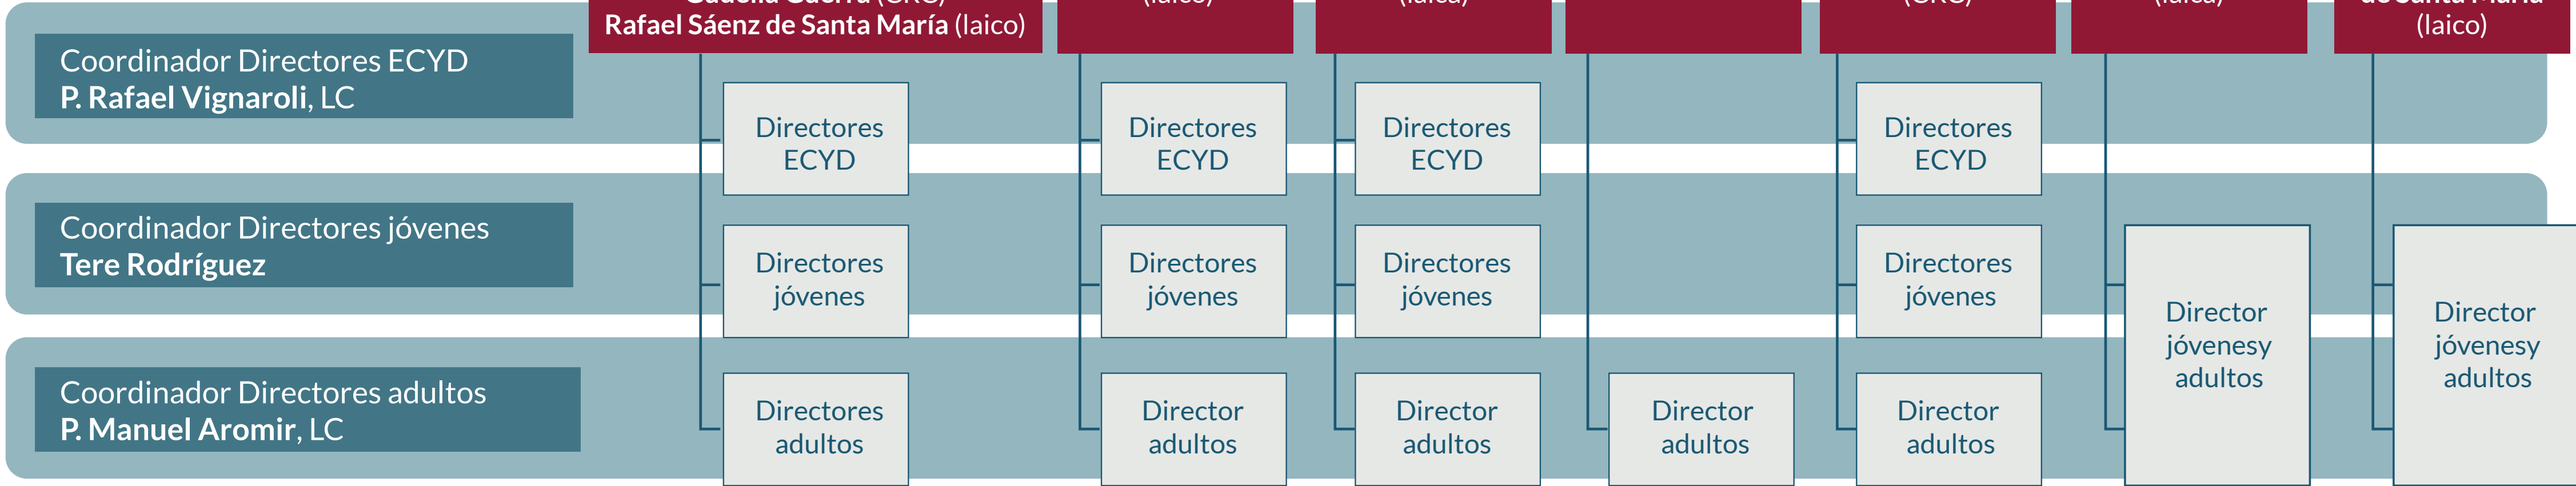 Rafael Sáenz de Santa María (laico)
(laico)
Coordinador Directores ECYD
P. Rafael Vignaroli, LC
Directores
ECYD
Directores
ECYD
Directores
ECYD
Directores
ECYD
Coordinador Directores jóvenes
Tere Rodríguez
Directores
jóvenes
Directores
jóvenes
Directores
jóvenes
Directores
jóvenes
Director
jóvenesy
adultos
Director
jóvenesy
adultos
Coordinador Directores adultos
P. Manuel Aromir, LC
Directores
adultos
Director
adultos
Director
adultos
Director
adultos
Director
adultos